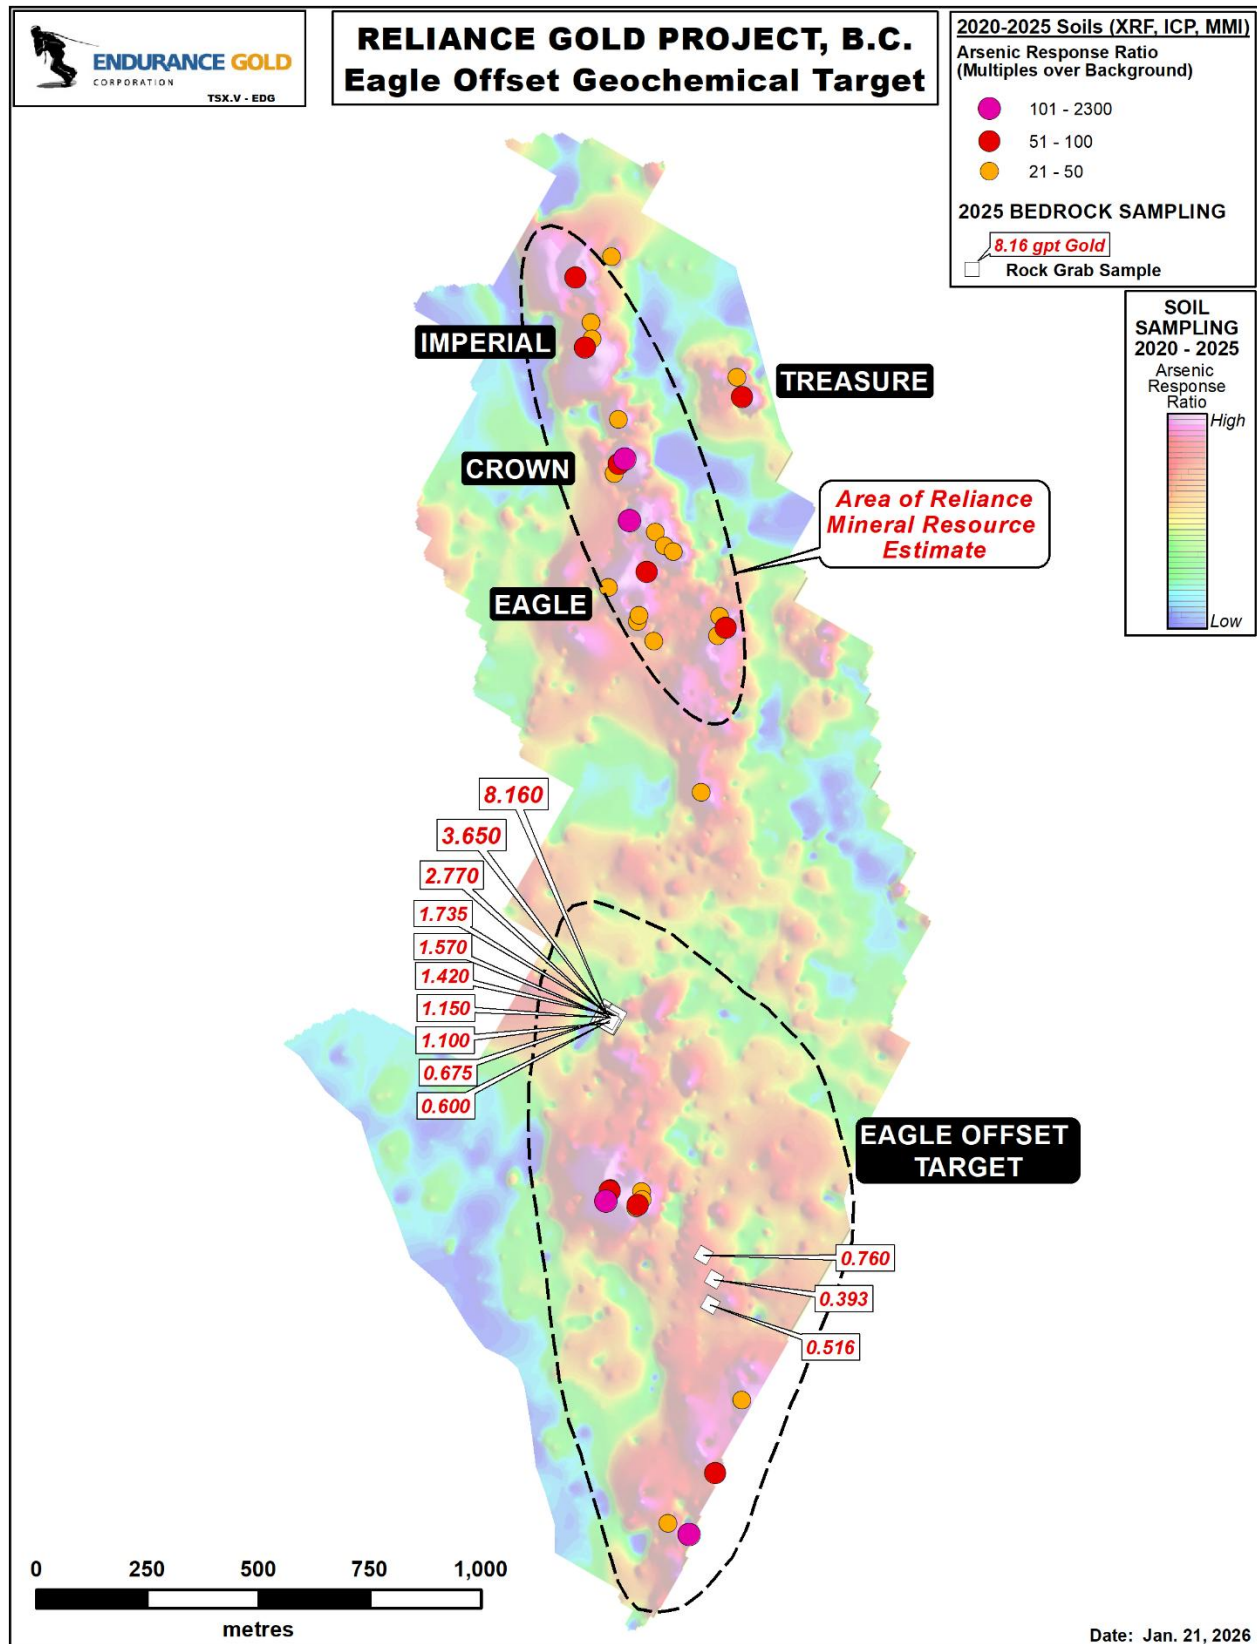 ENDURANCE GOLD
CORPORATION
TSX.V - EDG
RELIANCE GOLD PROJECT, B.C.
Eagle Offset Geochemical Target
2020-2025 Soils (XRF, ICP, MMI)
Arsenic Response Ratio
(Multiples over Background)
101 - 2300
51 - 100
21 - 50
2025 BEDROCK SAMPLING
8.16 gpt Gold
Rock Grab Sample
SOIL
SAMPLING
2020 - 2025
Arsenic
Response
Ratio
High
Low
IMPERIAL
TREASURE
CROWN
Area of Reliance
Mineral Resource
Estimate
EAGLE
8.160
3.650
2.770
1.735
1.570
1.420
1.150
1.100
0.675
0.600
EAGLE OFFSET
TARGET
0.760
0.393
0.516
0 250 500 750 1,000
metres
Date: Jan. 21, 2026